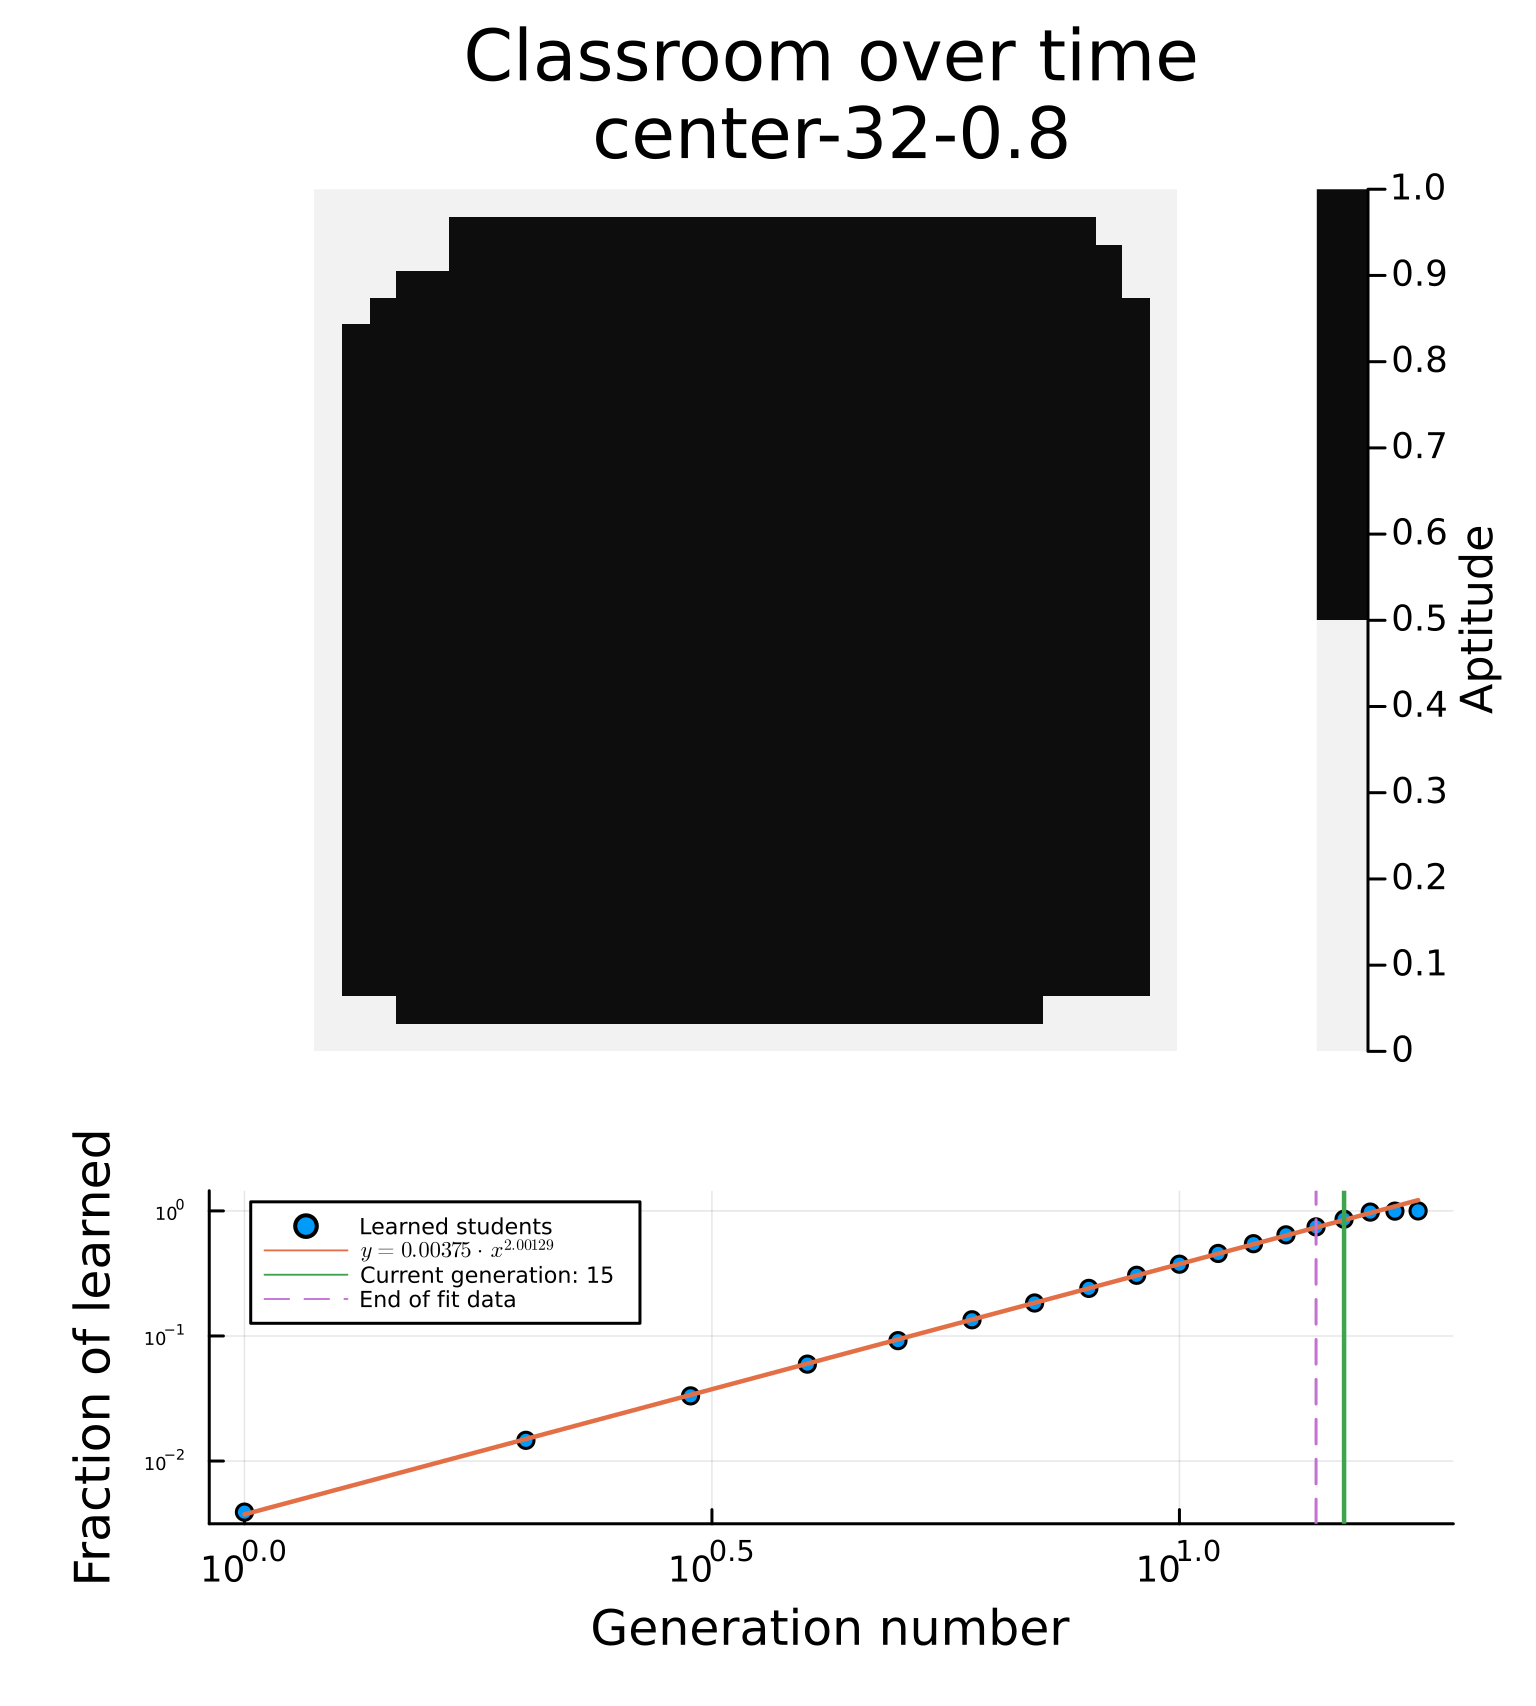 Classroom over time
center-32-0.8
1.0
0.9
0.8
0.7
0.6
0.5
0.4
0.3
0.2
0.1
0
Aptitude
Fraction of learned
10^0
10^−1
10^−2
Learned students
y = 0.00375 · x^2.00129
Current generation: 15
End of fit data
10^0.0
10^0.5
10^1.0
Generation number